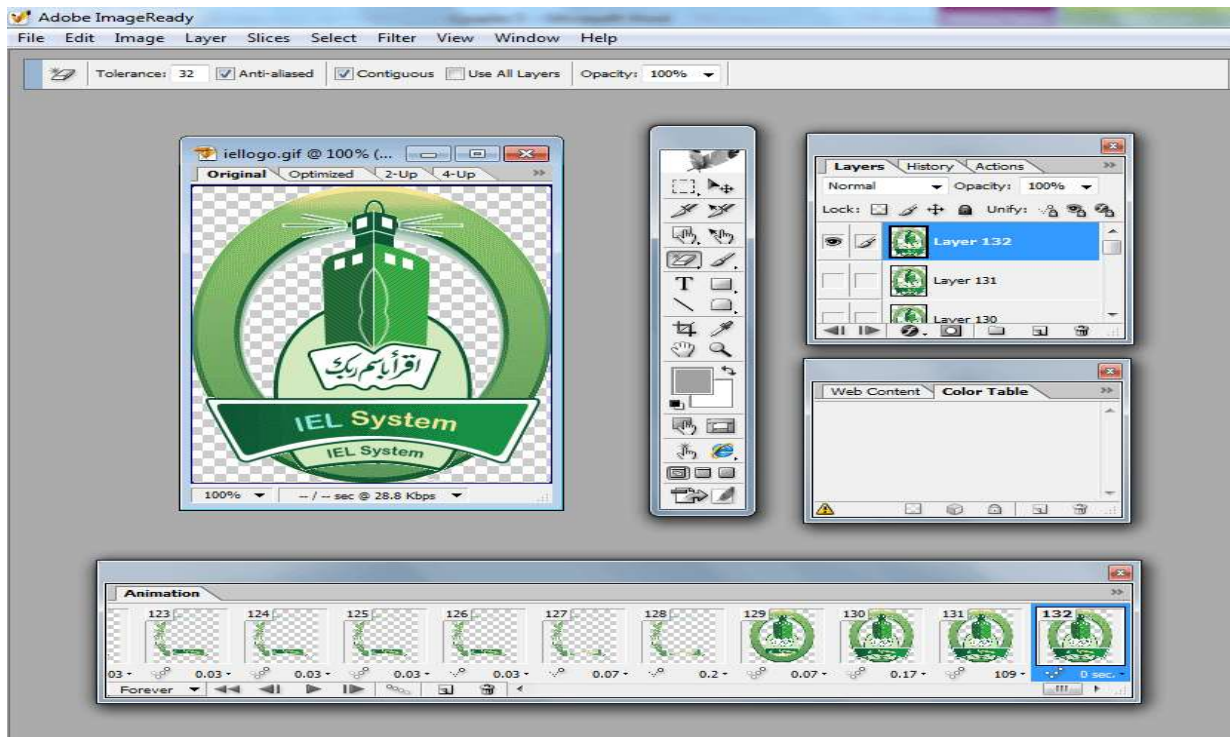 Adobe ImageReady
File Edit Image Layer Slices Select Filter View Window Help
Tolerance: 32 Anti-aliased Contiguous Use All Layers Opacity: 100%
iellogo.gif @ 100% (...
Original Optimized 2-Up 4-Up
اقرأ باسم ربك
IEL System
IEL System
100% -- / -- sec @ 28.8 Kbps
T
Layers History Actions
Normal Opacity: 100%
Lock: Unify:
Layer 132
Layer 131
Layer 130
Web Content Color Table
Animation
123 124 125 126 127 128 129 130 131 132
03 0.03 0.03 0.03 0.03 0.07 0.2 0.07 0.17 109 0 sec.
Forever